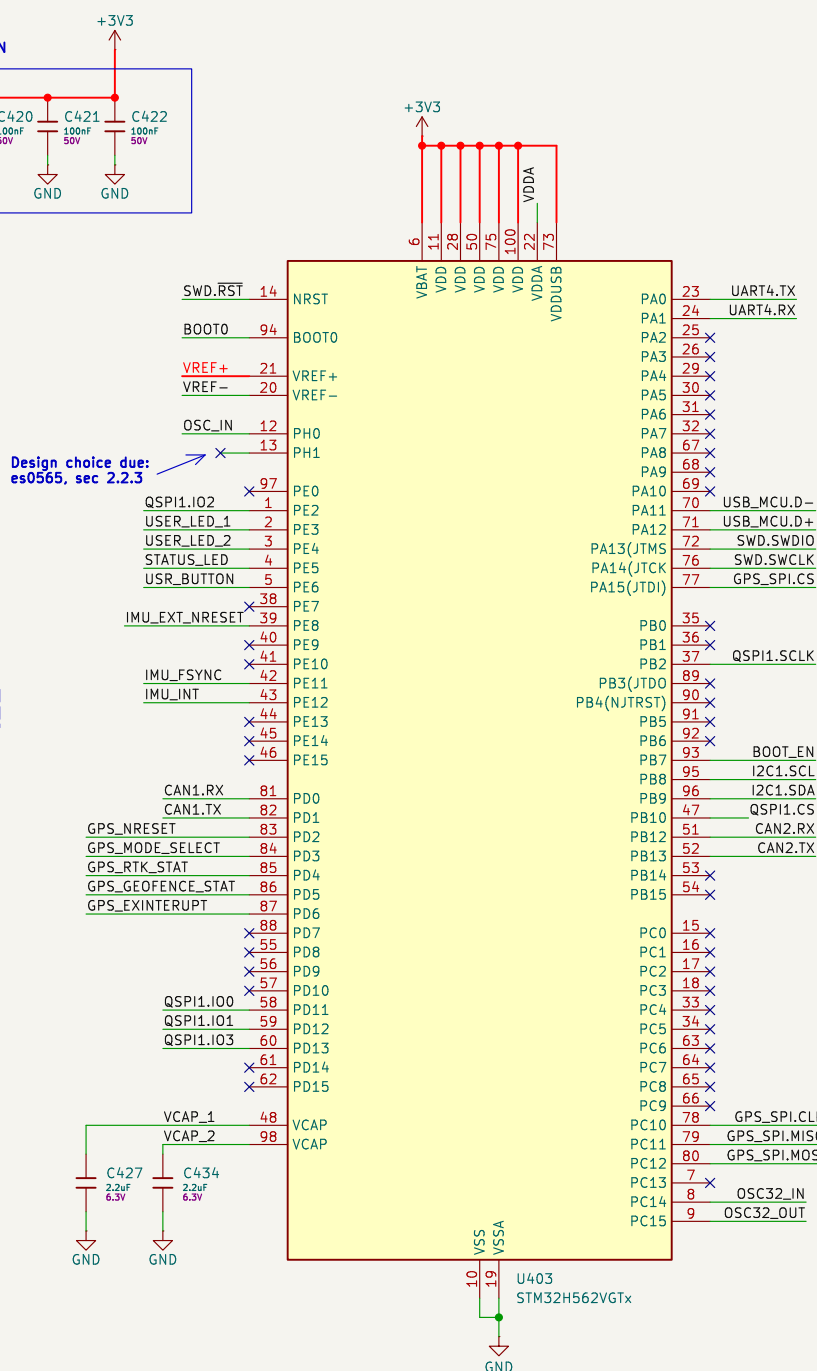 +3V3
N
C420 C421 C422
100nF 100nF 100nF
50V 50V 50V
GND GND
+3V3
VDDA
6 11 28 50 75 100 22 73
VBAT VDD VDD VDD VDD VDD VDDA VDDUSB
SWD.RST 14 NRST
BOOT0 94 BOOT0
VREF+ 21 VREF+
VREF- 20 VREF-
OSC_IN 12 PH0
13 PH1
Design choice due:
es0565, sec 2.2.3
97 PE0
QSPI1.IO2 1 PE2
USER_LED_1 2 PE3
USER_LED_2 3 PE4
STATUS_LED 4 PE5
USR_BUTTON 5 PE6
38 PE7
IMU_EXT_NRESET 39 PE8
40 PE9
41 PE10
IMU_FSYNC 42 PE11
IMU_INT 43 PE12
44 PE13
45 PE14
46 PE15
CAN1.RX 81 PD0
CAN1.TX 82 PD1
GPS_NRESET 83 PD2
GPS_MODE_SELECT 84 PD3
GPS_RTK_STAT 85 PD4
GPS_GEOFENCE_STAT 86 PD5
GPS_EXINTERUPT 87 PD6
88 PD7
55 PD8
56 PD9
57 PD10
QSPI1.IO0 58 PD11
QSPI1.IO1 59 PD12
QSPI1.IO3 60 PD13
61 PD14
62 PD15
VCAP_1 48 VCAP
VCAP_2 98 VCAP
C427 C434
2.2uF 2.2uF
6.3V 6.3V
GND GND
PA0 23 UART4.TX
PA1 24 UART4.RX
PA2 25
PA3 26
PA4 29
PA5 30
PA6 31
PA7 32
PA8 67
PA9 68
PA10 69
PA11 70 USB_MCU.D-
PA12 71 USB_MCU.D+
PA13(JTMS 72 SWD.SWDIO
PA14(JTCK 76 SWD.SWCLK
PA15(JTDI) 77 GPS_SPI.CS
PB0 35
PB1 36
PB2 37 QSPI1.SCLK
PB3(JTDO 89
PB4(NJTRST) 90
PB5 91
PB6 92
PB7 93 BOOT_EN
PB8 95 I2C1.SCL
PB9 96 I2C1.SDA
PB10 47 QSPI1.CS
PB12 51 CAN2.RX
PB13 52 CAN2.TX
PB14 53
PB15 54
PC0 15
PC1 16
PC2 17
PC3 18
PC4 33
PC5 34
PC6 63
PC7 64
PC8 65
PC9 66
PC10 78 GPS_SPI.CL
PC11 79 GPS_SPI.MIS
PC12 80 GPS_SPI.MOS
PC13 7
PC14 8 OSC32_IN
PC15 9 OSC32_OUT
VSS VSSA
10 19
U403
STM32H562VGTx
GND